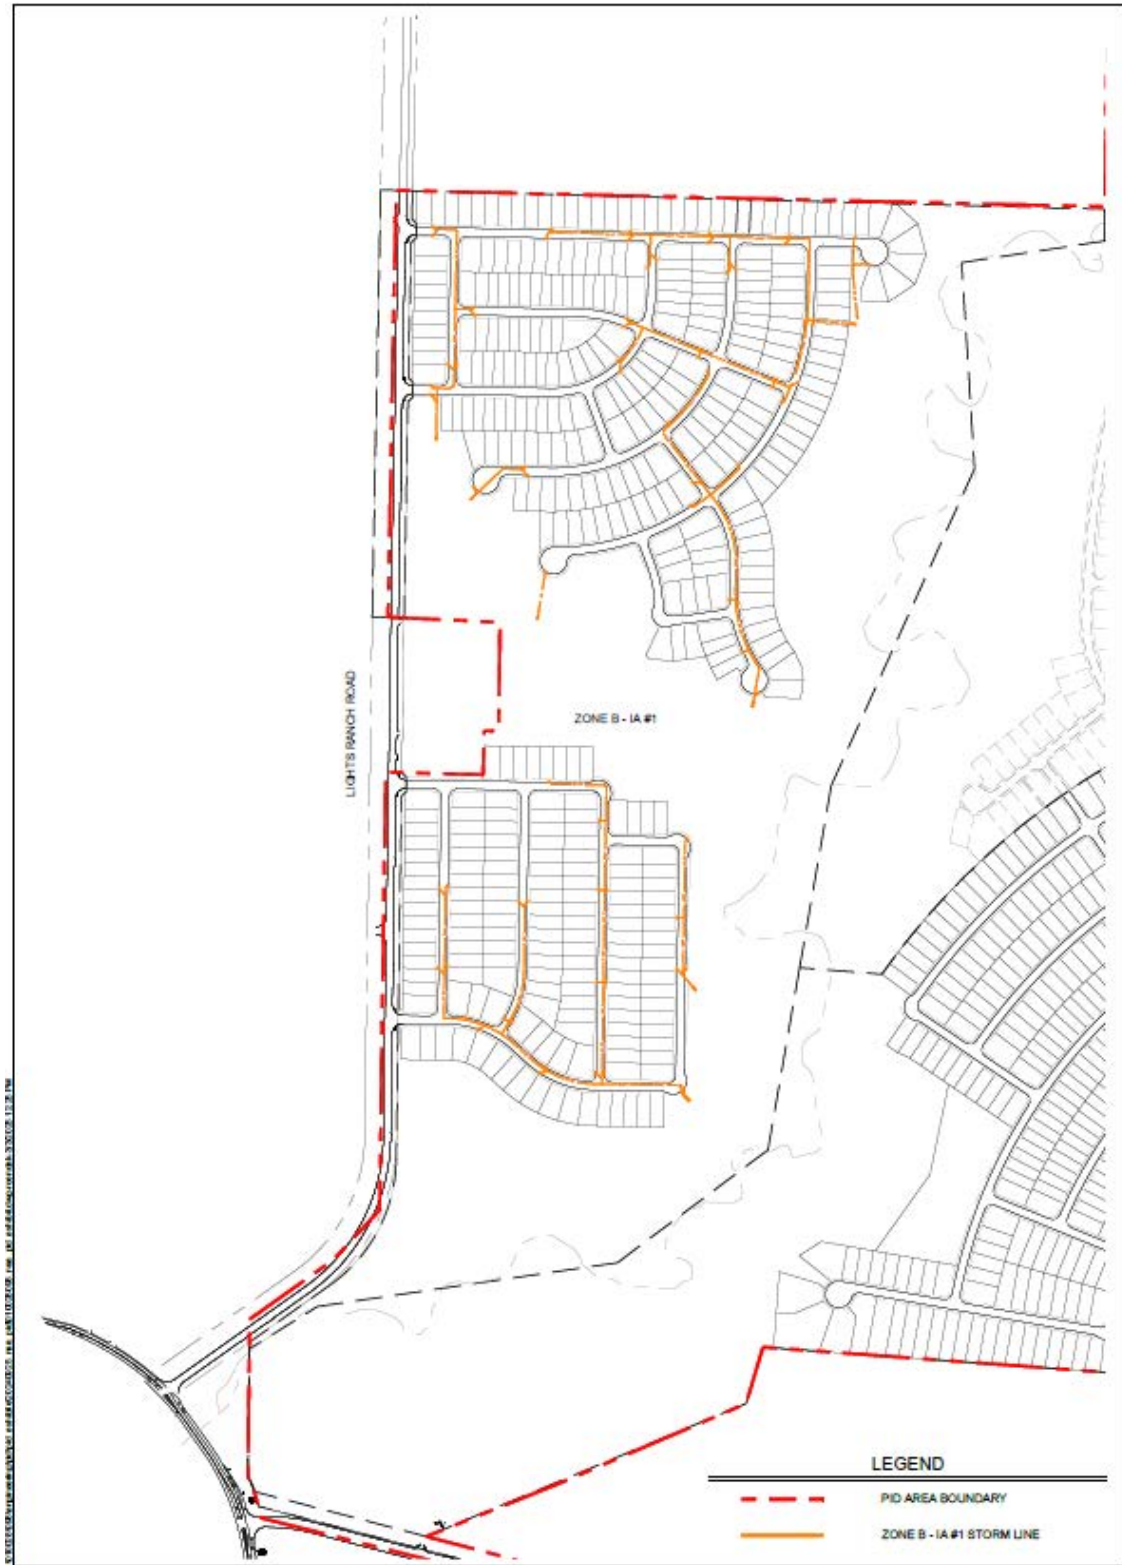 ZONE B - IA #1
LIGHTS RANCH ROAD
LEGEND
PID AREA BOUNDARY
ZONE B - IA #1 STORM LINE